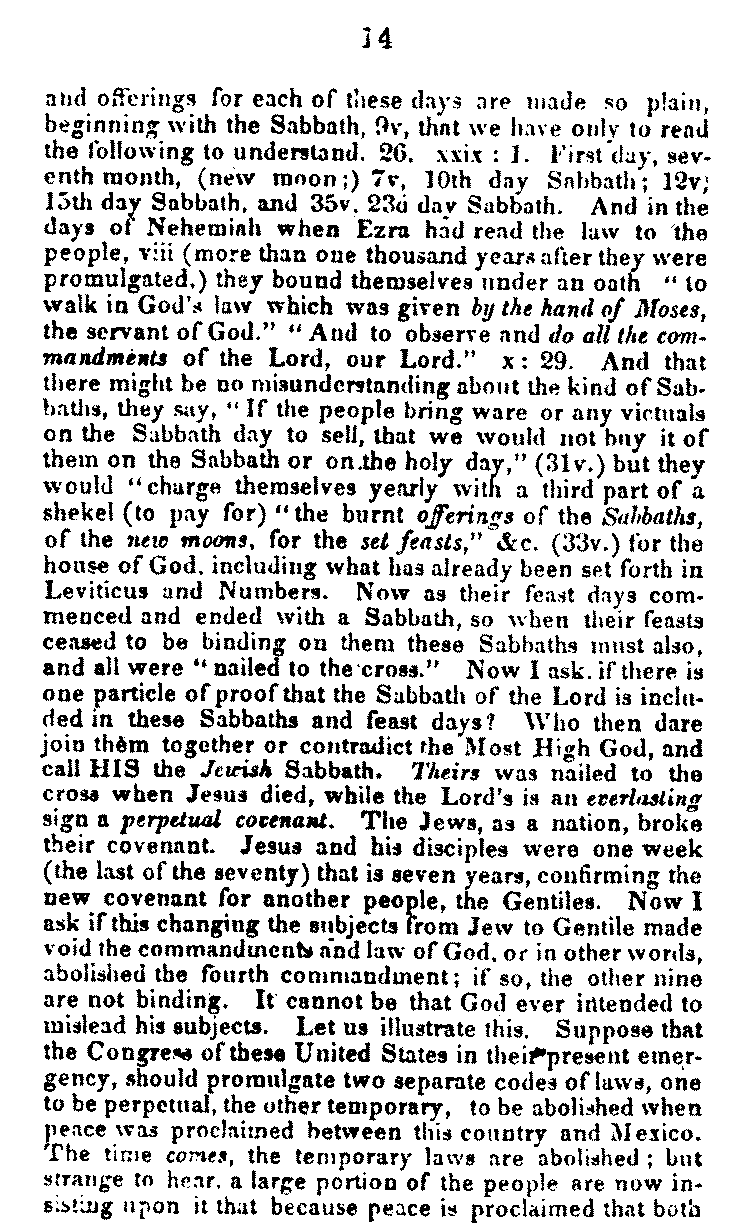 14
and offerings for each of these days are made so plain,
beginning with the Sabbath, 9v, that we have only to read
the following to understand. 26. xxix : 1. First day, sev-
enth month, (new moon;) 7v, 10th day Sabbath; 12v;
15th day Sabbath, and 35v. 23d day Sabbath. And in the
days of Nehemiah when Ezra had read the law to the
people, viii (more than one thousand years after they were
promulgated,) they bound themselves under an oath " to
walk in God's law which was given by the hand of Moses,
the servant of God." " And to observe and do all the com-
mandments of the Lord, our Lord." x: 29. And that
there might be no misunderstanding about the kind of Sab-
baths, they say, " If the people bring ware or any victuals
on the Sabbath day to sell, that we would not buy it of
them on the Sabbath or on the holy day," (31v.) but they
would "charge themselves yearly with a third part of a
shekel (to pay for) "the burnt offerings of the Sabbaths,
of the new moons, for the set feasts," &c. (33v.) for the
house of God, including what has already been set forth in
Leviticus and Numbers. Now as their feast days com-
menced and ended with a Sabbath, so when their feasts
ceased to be binding on them these Sabbaths must also,
and all were " nailed to the cross." Now I ask, if there is
one particle of proof that the Sabbath of the Lord is inclu-
ded in these Sabbaths and feast days? Who then dare
join them together or contradict the Most High God, and
call HIS the Jewish Sabbath. Theirs was nailed to the
cross when Jesus died, while the Lord's is an everlasting
sign a perpetual covenant. The Jews, as a nation, broke
their covenant. Jesus and his disciples were one week
(the last of the seventy) that is seven years, confirming the
new covenant for another people, the Gentiles. Now I
ask if this changing the subjects from Jew to Gentile made
void the commandments and law of God, or in other words,
abolished the fourth commandment; if so, the other nine
are not binding. It cannot be that God ever intended to
mislead his subjects. Let us illustrate this. Suppose that
the Congress of these United States in their present emer-
gency, should promulgate two separate codes of laws, one
to be perpetual, the other temporary, to be abolished when
peace was proclaimed between this country and Mexico.
The time comes, the temporary laws are abolished ; but
strange to hear, a large portion of the people are now in-
sisting upon it that because peace is proclaimed that both